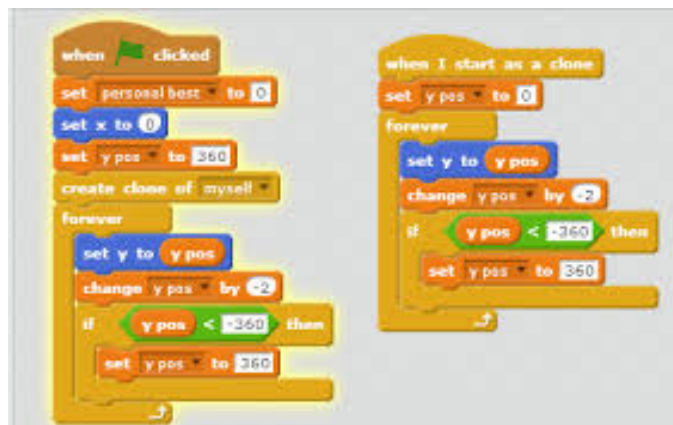 when clicked
set personal best to 0
set x to 0
set y pos to 360
create clone of myself
forever
set y to y pos
change y pos by -2
if y pos < -360 then
set y pos to 360
when I start as a clone
set y pos to 0
forever
set y to y pos
change y pos by -2
if y pos < -360 then
set y pos to 360